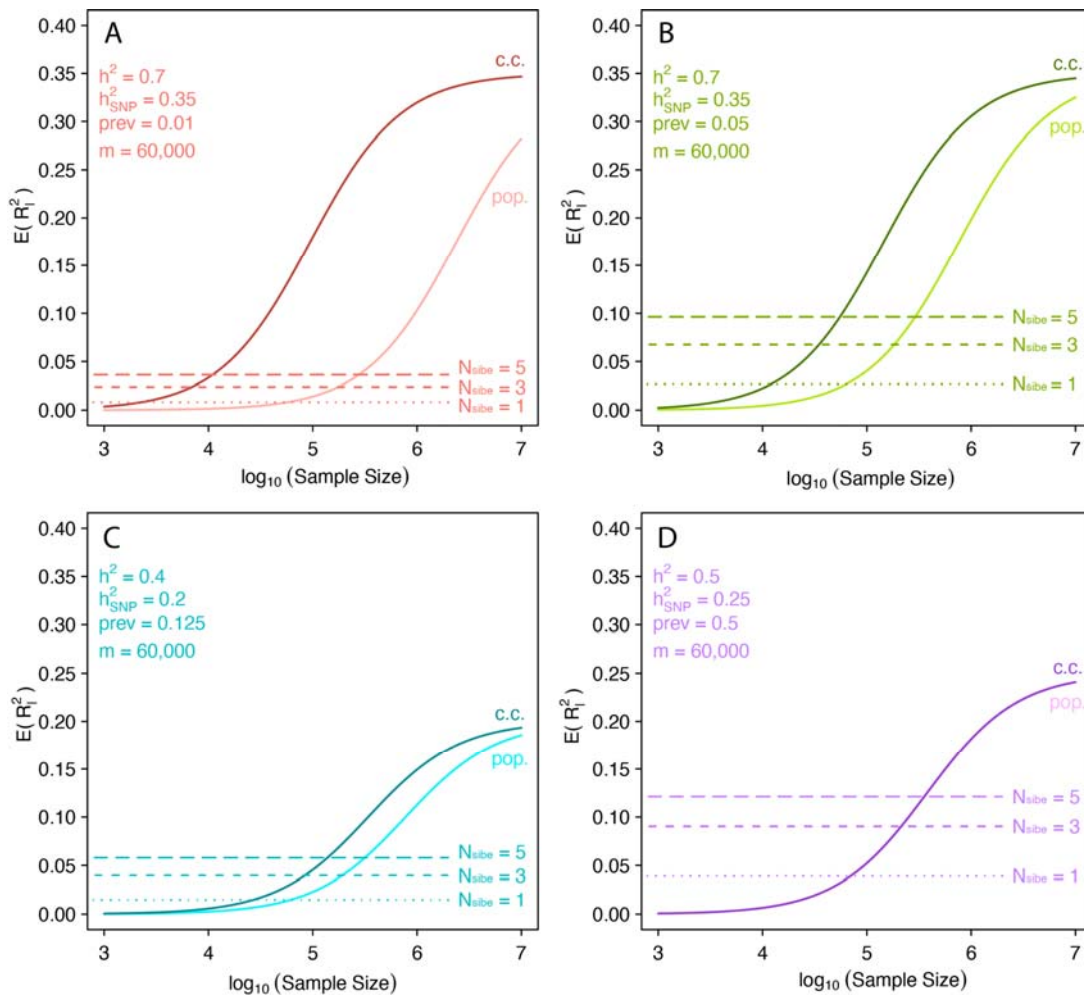 A
h² = 0.7
h²SNP = 0.35
prev = 0.01
m = 60,000
c.c.
pop.
Nsibe = 5
Nsibe = 3
Nsibe = 1
0.40
0.35
0.30
0.25
0.20
0.15
0.10
0.05
0.00
E( R²l )
3 4 5 6 7
log10 (Sample Size)
B
h² = 0.7
h²SNP = 0.35
prev = 0.05
m = 60,000
c.c.
pop.
Nsibe = 5
Nsibe = 3
Nsibe = 1
0.40
0.35
0.30
0.25
0.20
0.15
0.10
0.05
0.00
E( R²l )
3 4 5 6 7
log10 (Sample Size)
C
h² = 0.4
h²SNP = 0.2
prev = 0.125
m = 60,000
c.c.
pop.
Nsibe = 5
Nsibe = 3
Nsibe = 1
0.40
0.35
0.30
0.25
0.20
0.15
0.10
0.05
0.00
E( R²l )
3 4 5 6 7
log10 (Sample Size)
D
h² = 0.5
h²SNP = 0.25
prev = 0.5
m = 60,000
c.c.
pop.
Nsibe = 5
Nsibe = 3
Nsibe = 1
0.40
0.35
0.30
0.25
0.20
0.15
0.10
0.05
0.00
E( R²l )
3 4 5 6 7
log10 (Sample Size)